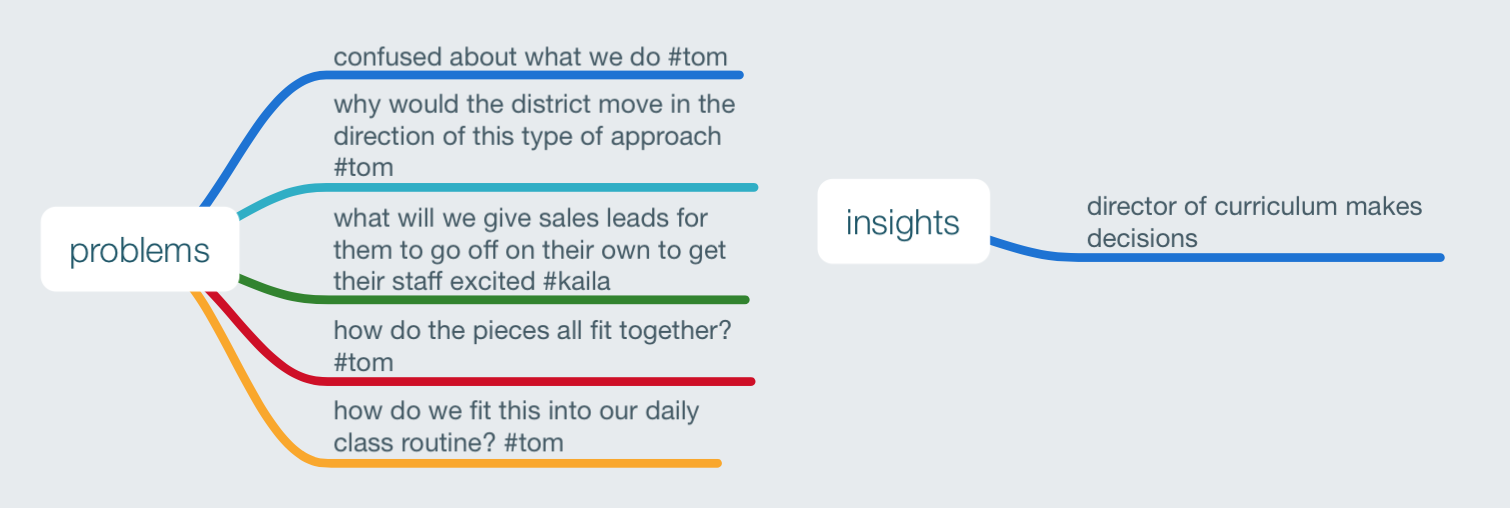 problems
confused about what we do #tom
why would the district move in the
direction of this type of approach
#tom
what will we give sales leads for
them to go off on their own to get
their staff excited #kaila
how do the pieces all fit together?
#tom
how do we fit this into our daily
class routine? #tom
insights
director of curriculum makes
decisions